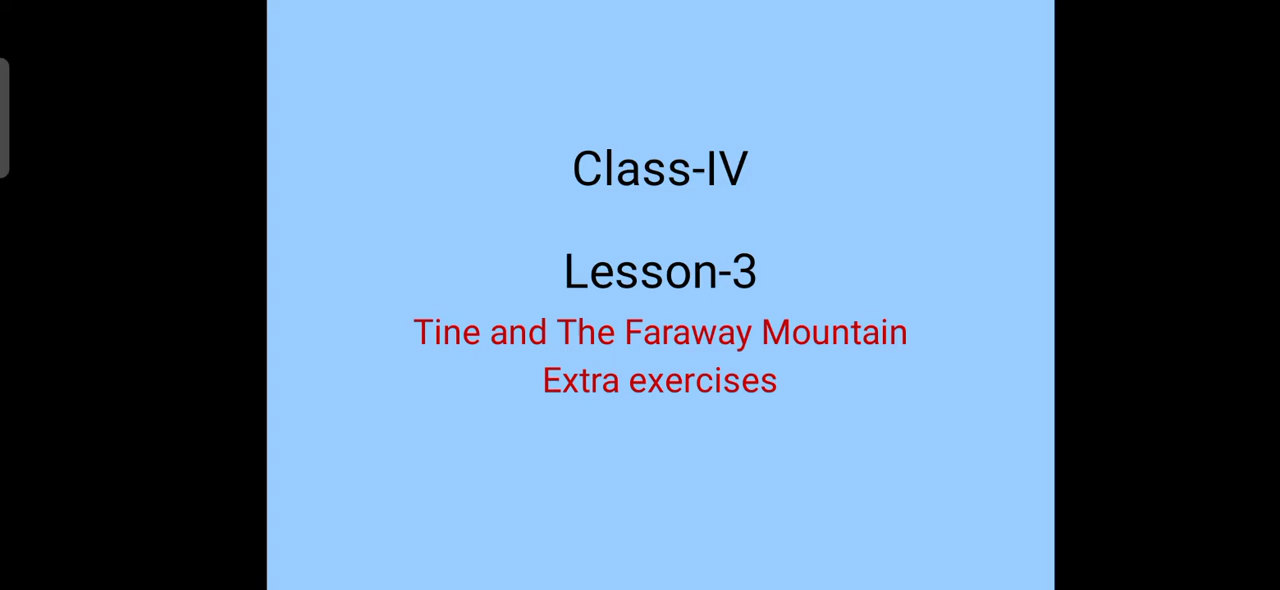 Class-IV
Lesson-3
Tine and The Faraway Mountain
Extra exercises